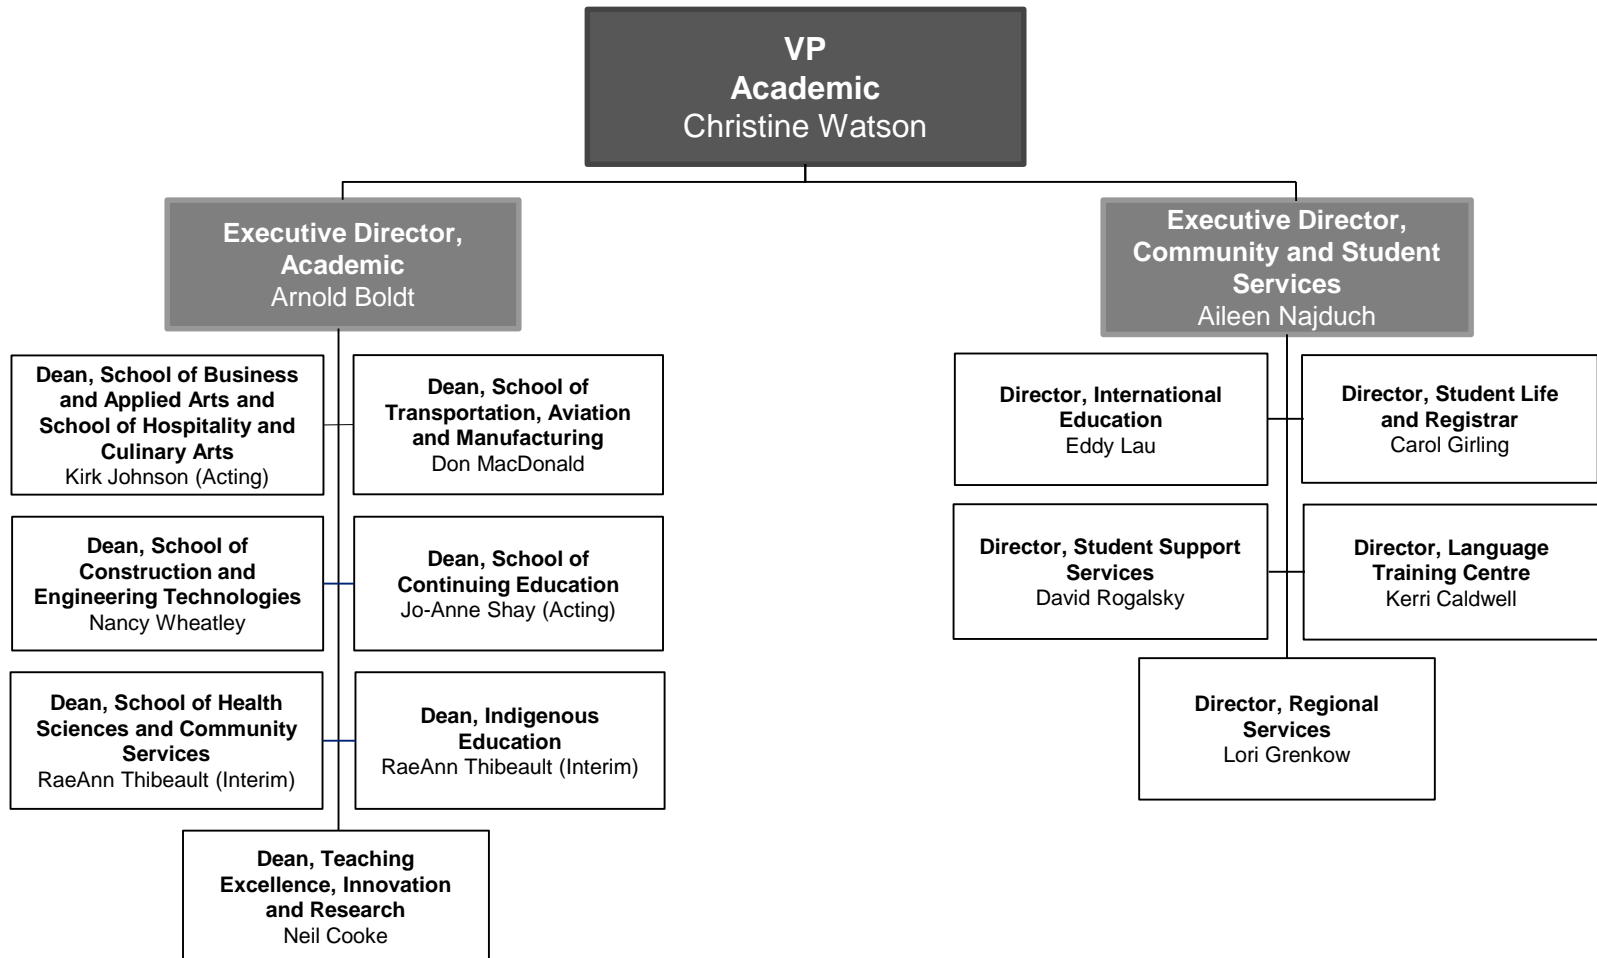 VP
Academic
Christine Watson
Executive Director,
Academic
Arnold Boldt
Executive Director,
Community and Student
Services
Aileen Najduch
Dean, School of Business
and Applied Arts and
School of Hospitality and
Culinary Arts
Kirk Johnson (Acting)
Dean, School of
Transportation, Aviation
and Manufacturing
Don MacDonald
Director, International
Education
Eddy Lau
Director, Student Life
and Registrar
Carol Girling
Dean, School of
Construction and
Engineering Technologies
Nancy Wheatley
Dean, School of
Continuing Education
Jo-Anne Shay (Acting)
Director, Student Support
Services
David Rogalsky
Director, Language
Training Centre
Kerri Caldwell
Dean, School of Health
Sciences and Community
Services
RaeAnn Thibeault (Interim)
Dean, Indigenous
Education
RaeAnn Thibeault (Interim)
Director, Regional
Services
Lori Grenkow
Dean, Teaching
Excellence, Innovation
and Research
Neil Cooke